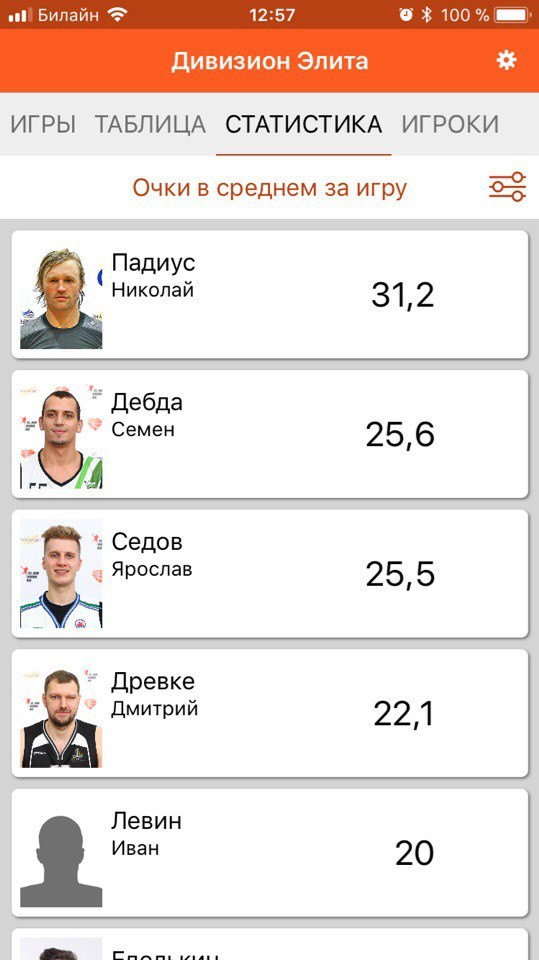 Билайн 12:57 100 %
Дивизион Элита
ИГРЫ ТАБЛИЦА СТАТИСТИКА ИГРОКИ
Очки в среднем за игру
Падиус
Николай
31,2
Дебда
Семен
25,6
Седов
Ярослав
25,5
Древке
Дмитрий
22,1
Левин
Иван
20